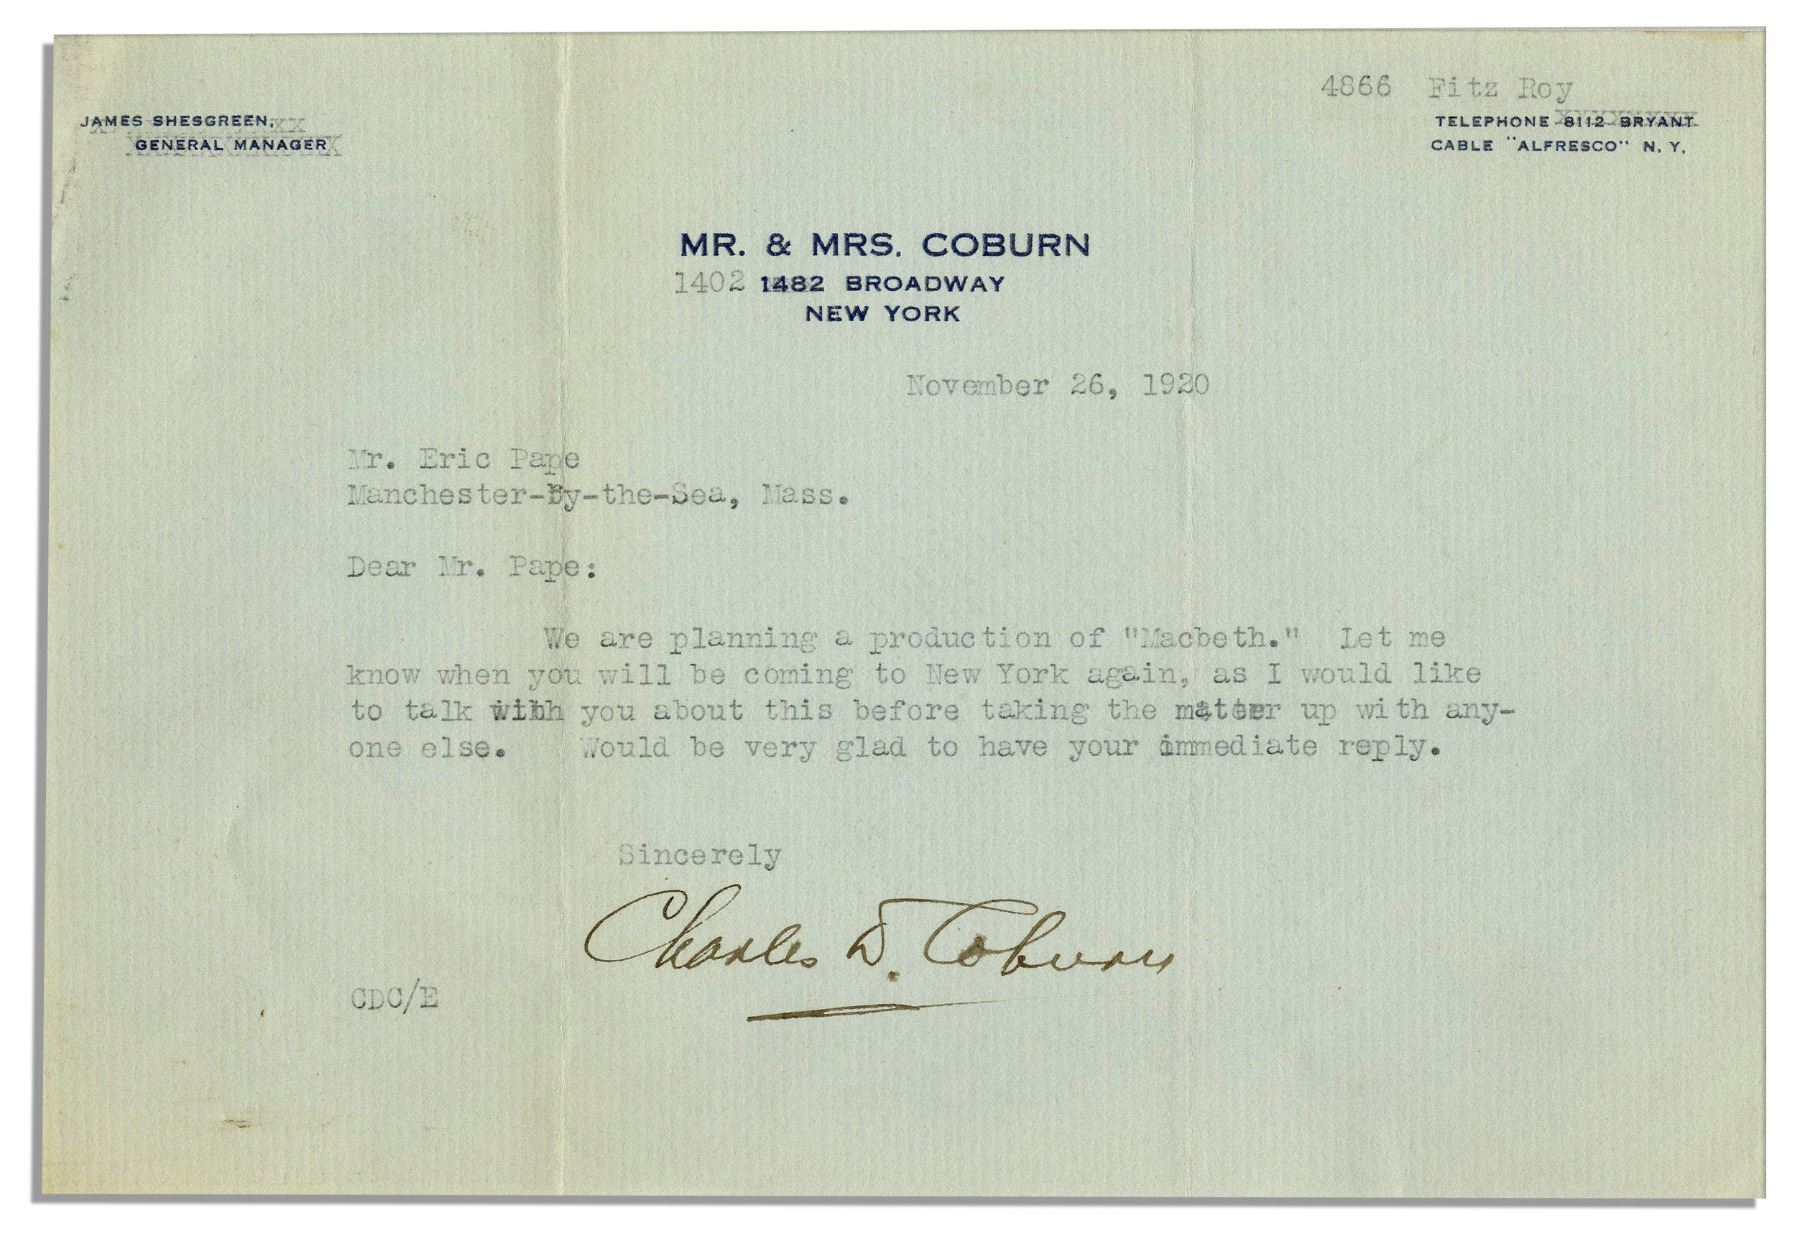 4866 Fitz Roy
JAMES SHESGREEN,
GENERAL MANAGER
TELEPHONE 8112 BRYANT
CABLE "ALFRESCO" N. Y.
MR. & MRS. COBURN
1402 1482 BROADWAY
NEW YORK
November 26, 1920
Mr. Eric Pape
Manchester-By-the-Sea, Mass.
Dear Mr. Pape:
We are planning a production of "Macbeth." Let me
know when you will be coming to New York again, as I would like
to talk with you about this before taking the matter up with any-
one else. Would be very glad to have your immediate reply.
Sincerely
Charles D. Coburn
CDC/E